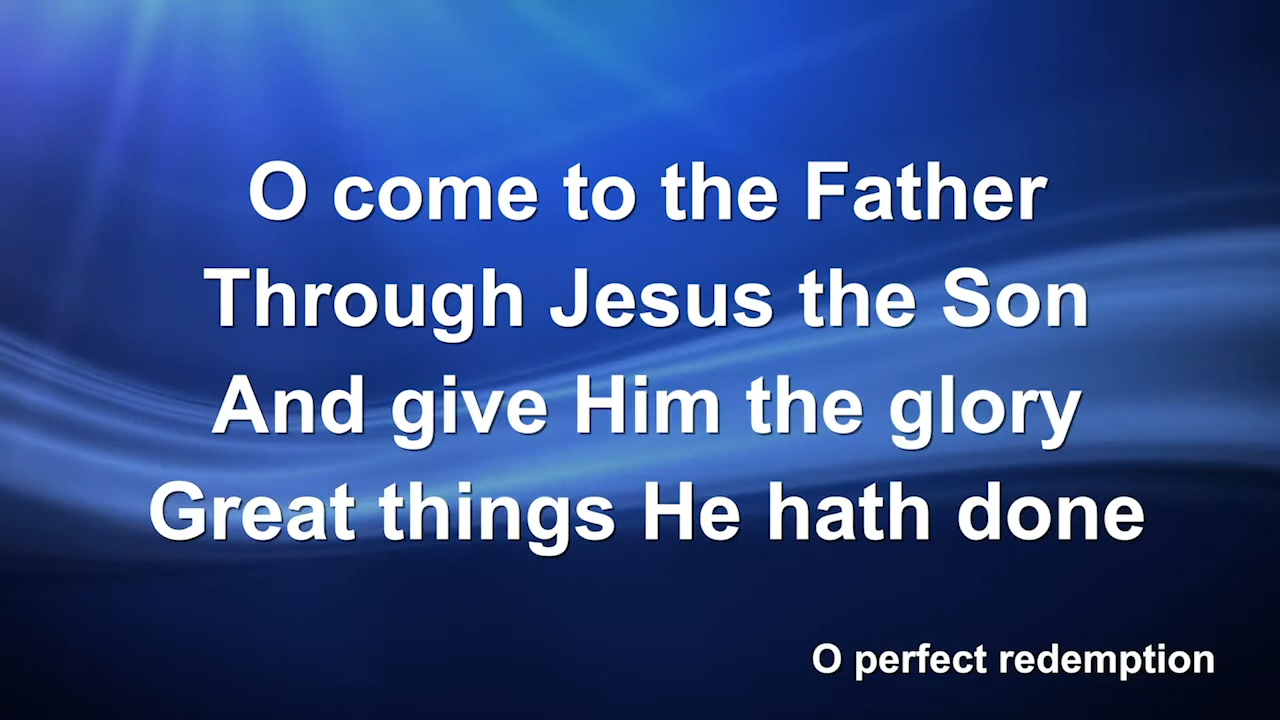 O come to the Father
Through Jesus the Son
And give Him the glory
Great things He hath done
O perfect redemption